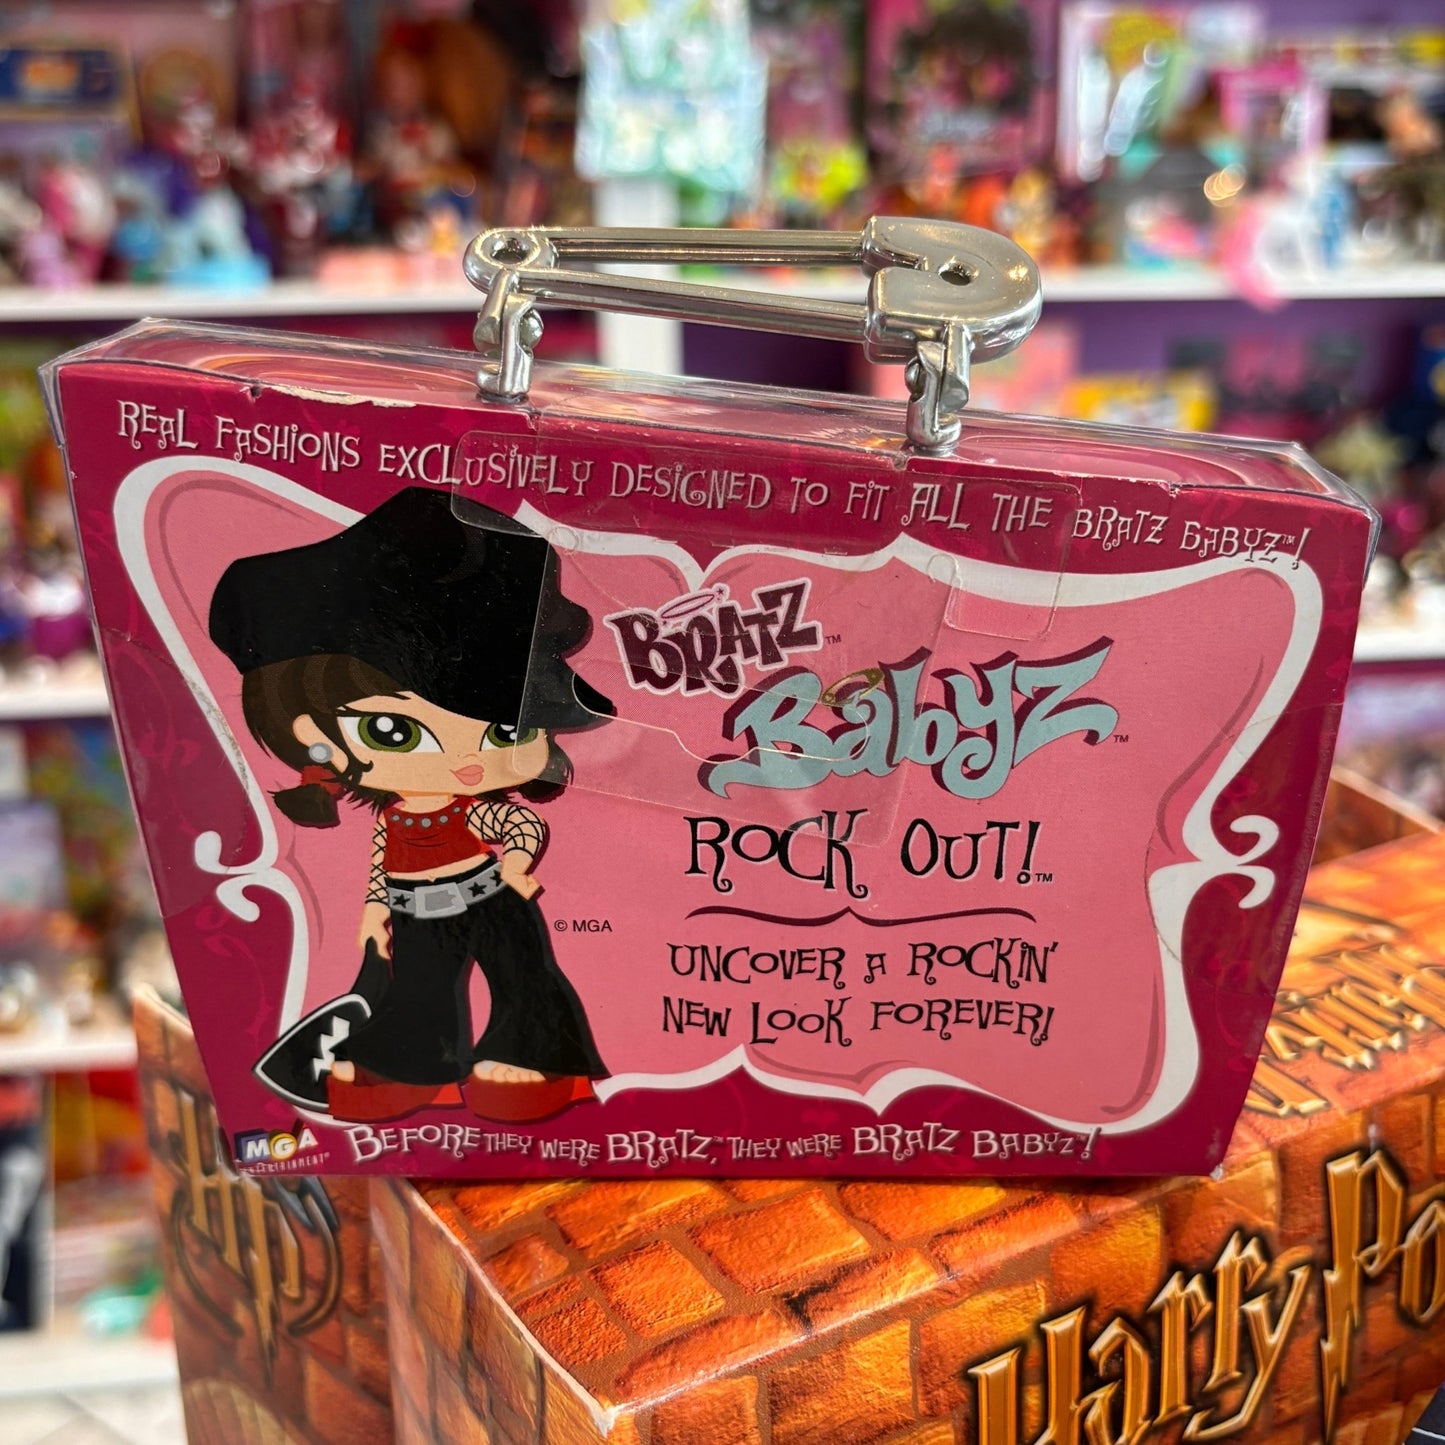 REAL FASHIONS EXCLUSIVELY DESIGNED TO FIT ALL THE BRATZ BABYZ™!
BRATZ™
Babyz™
ROCK OUT!™
© MGA
UNCOVER A ROCKIN'
NEW LOOK FOREVER!
MGA
ENTERTAINMENT®
BEFORE THEY WERE BRATZ™, THEY WERE BRATZ BABYZ™!
Harry